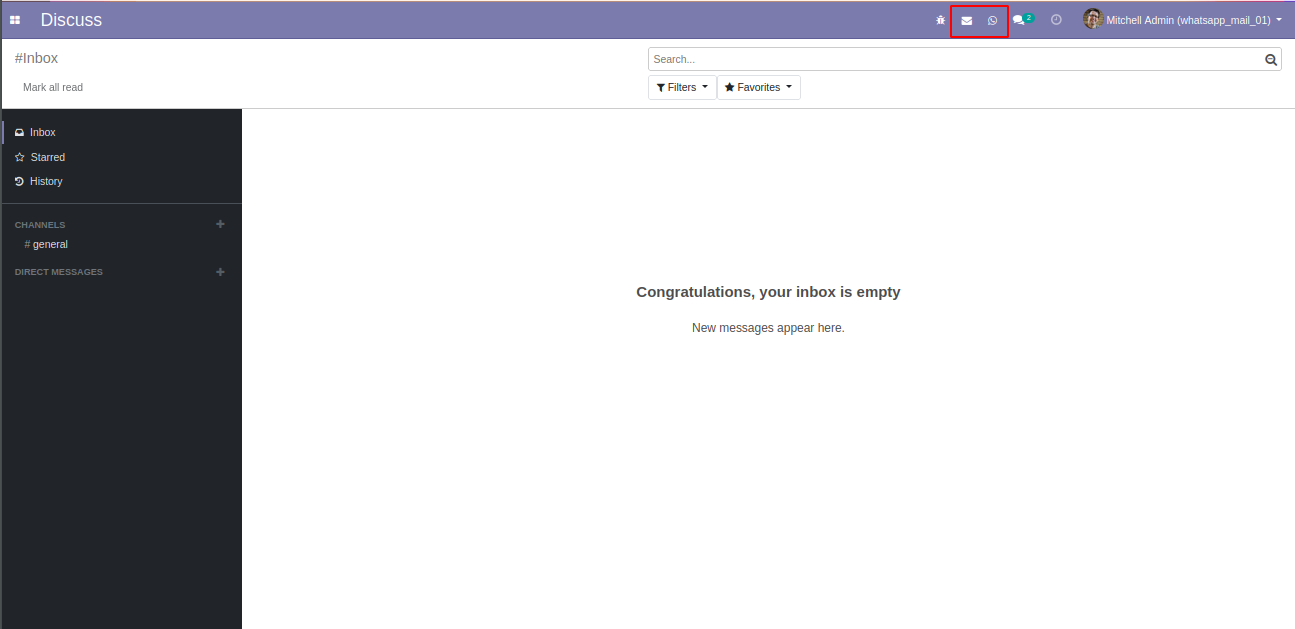 Discuss
2
Mitchell Admin (whatsapp_mail_01)
#Inbox
Search...
Mark all read
Filters
Favorites
Inbox
Starred
History
CHANNELS
# general
DIRECT MESSAGES
Congratulations, your inbox is empty
New messages appear here.